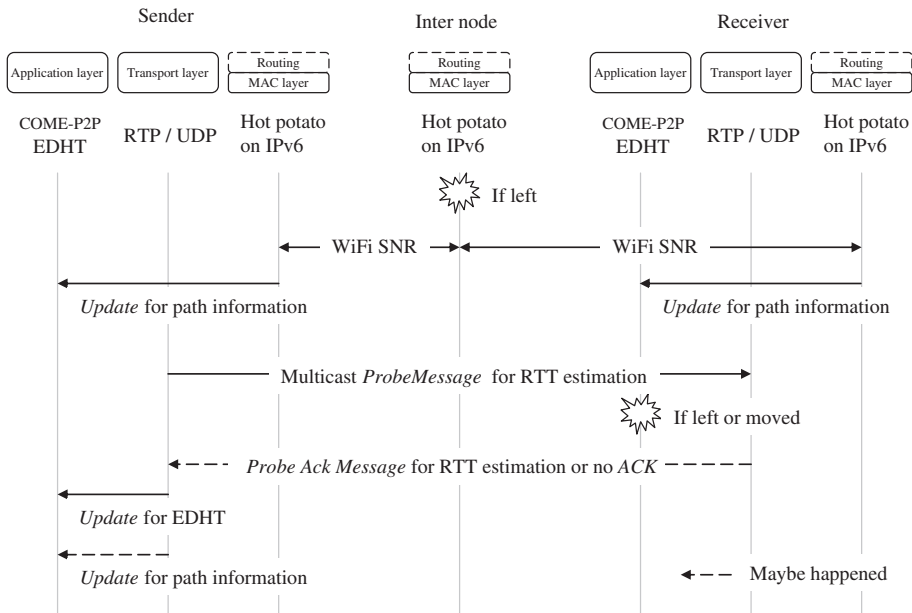 Sender
Inter node
Receiver
Application layer
Transport layer
Routing
MAC layer
Routing
MAC layer
Application layer
Transport layer
Routing
MAC layer
COME-P2P
EDHT
RTP / UDP
Hot potato
on IPv6
Hot potato
on IPv6
COME-P2P
EDHT
RTP / UDP
Hot potato
on IPv6
If left
WiFi SNR
WiFi SNR
Update for path information
Update for path information
Multicast ProbeMessage for RTT estimation
If left or moved
Probe Ack Message for RTT estimation or no ACK
Update for EDHT
Update for path information
Maybe happened